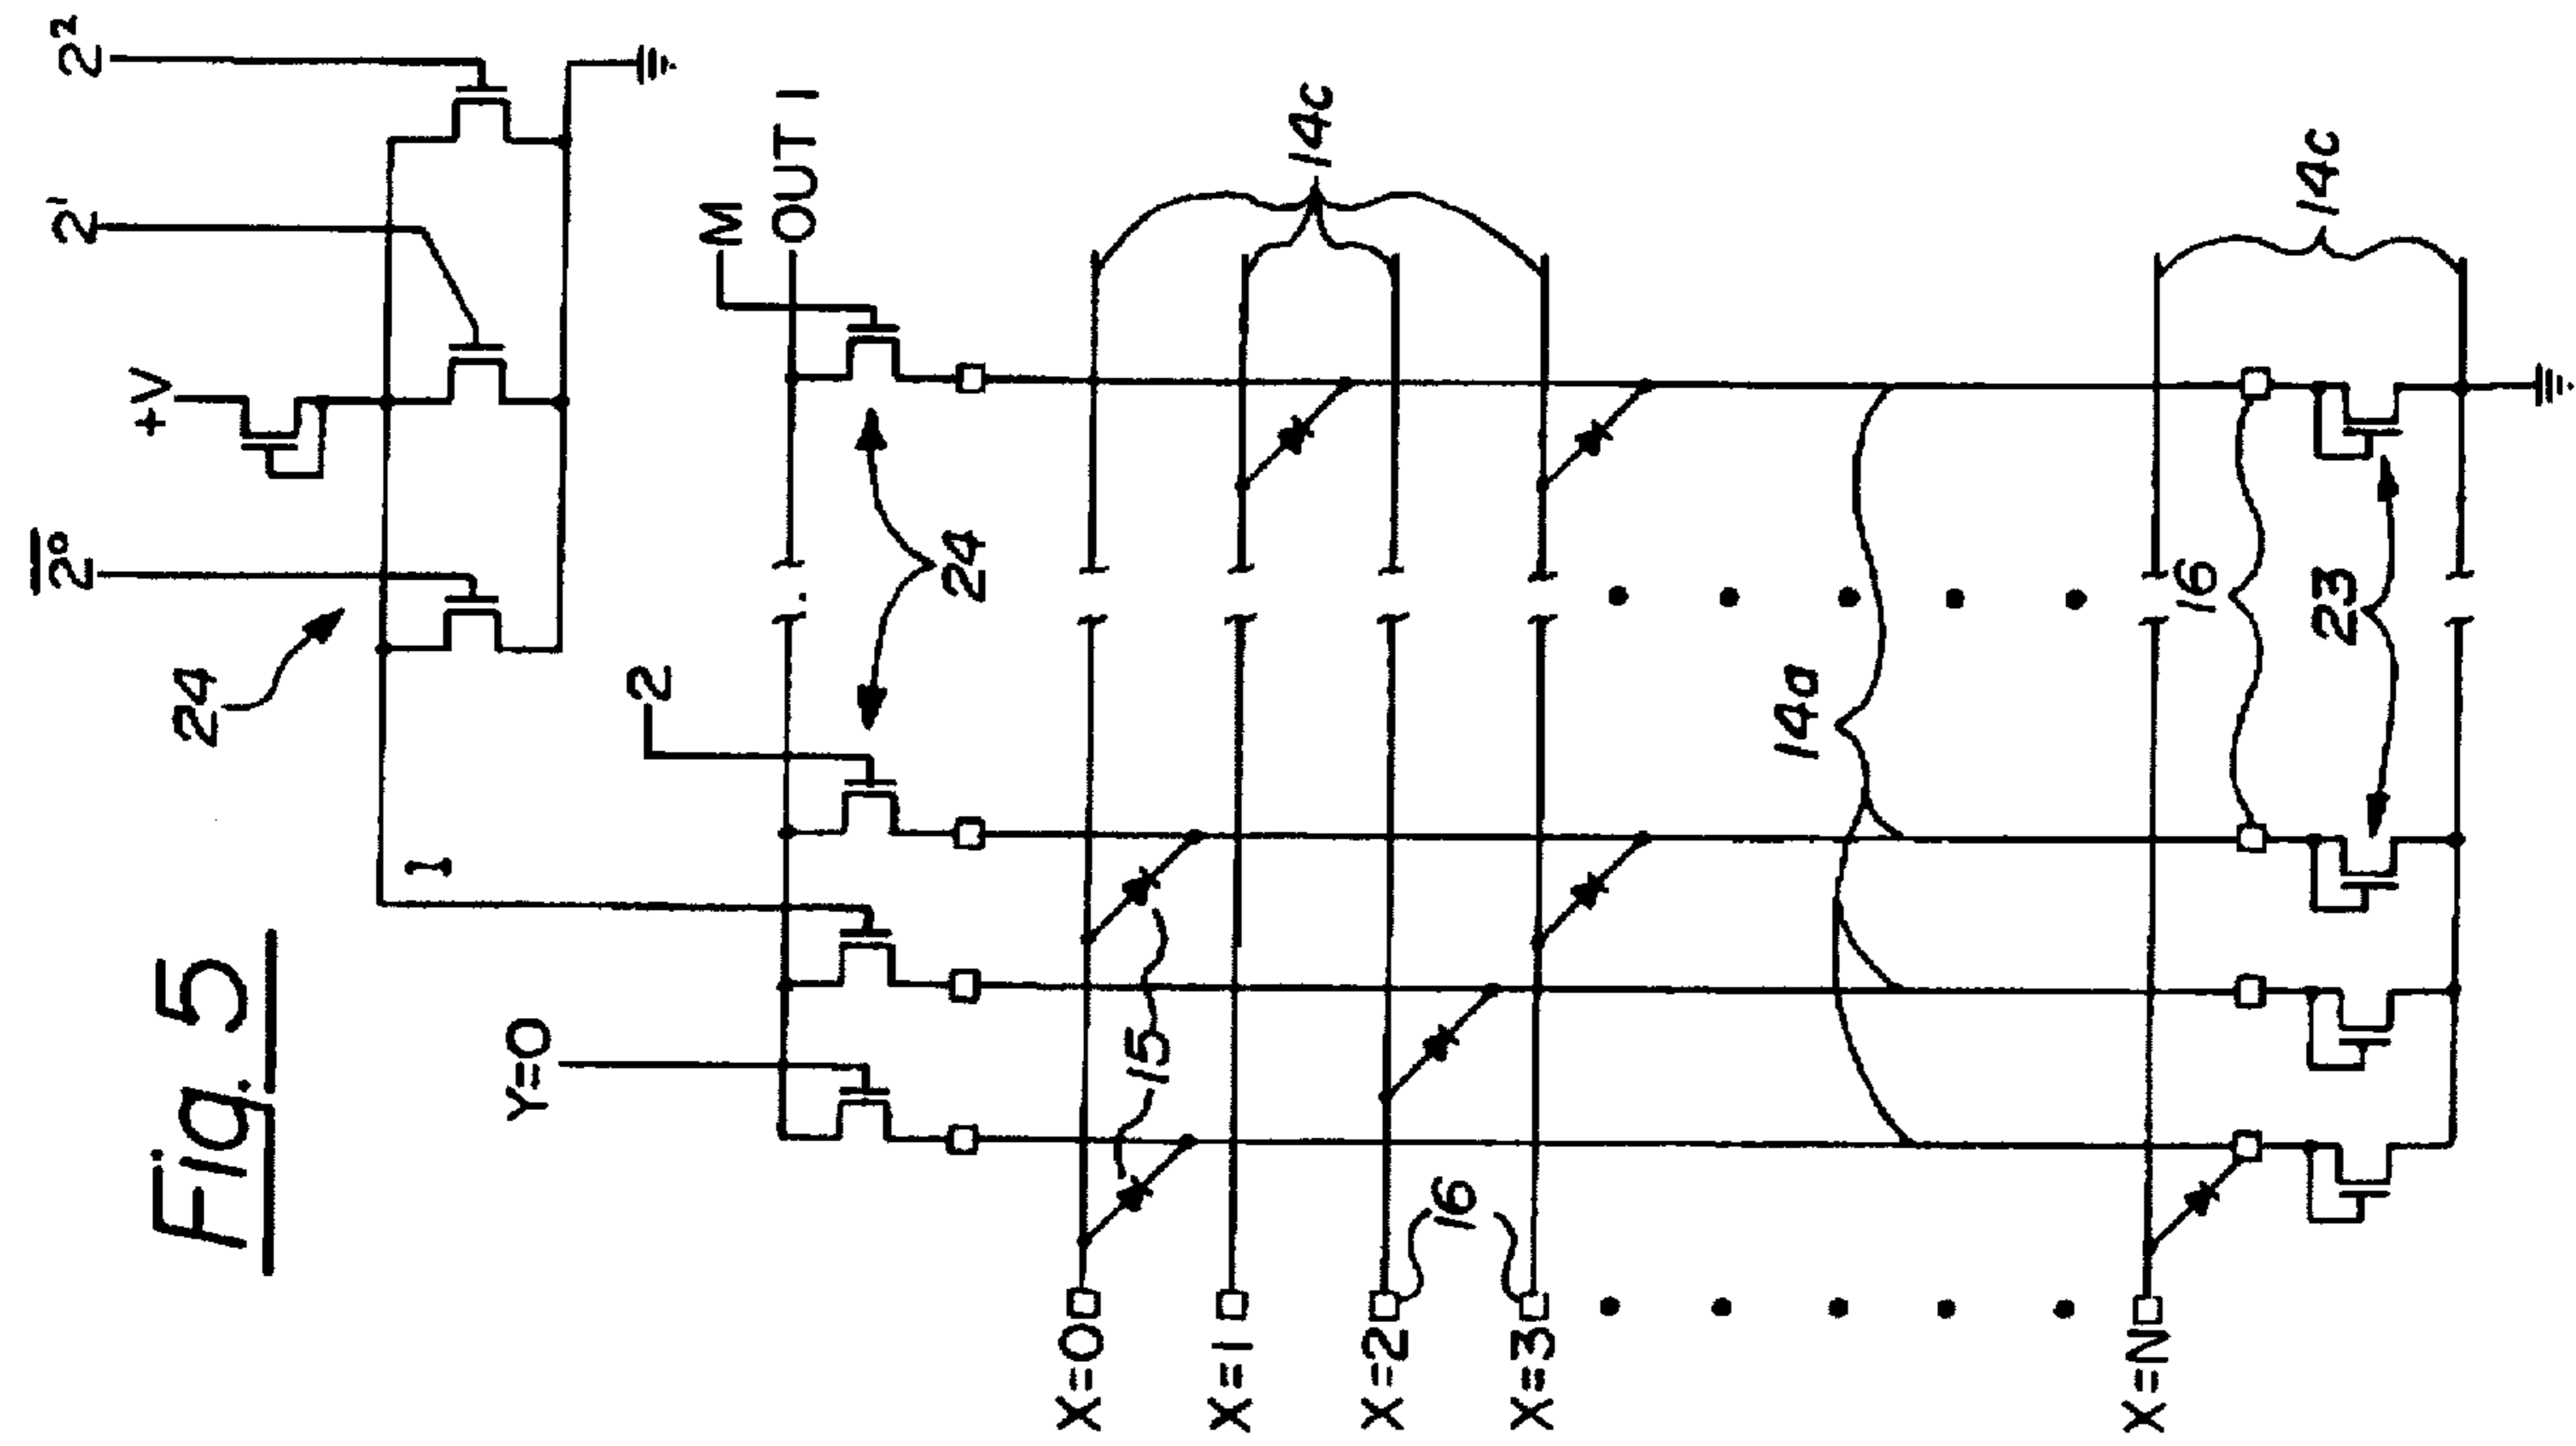 Fig. 5
2⁰
2¹
2²
+V
24
1
2
M
OUT 1
Y=0
24
15
14c
X=0
X=1
X=2
16
X=3
14a
16
14c
X=N
23